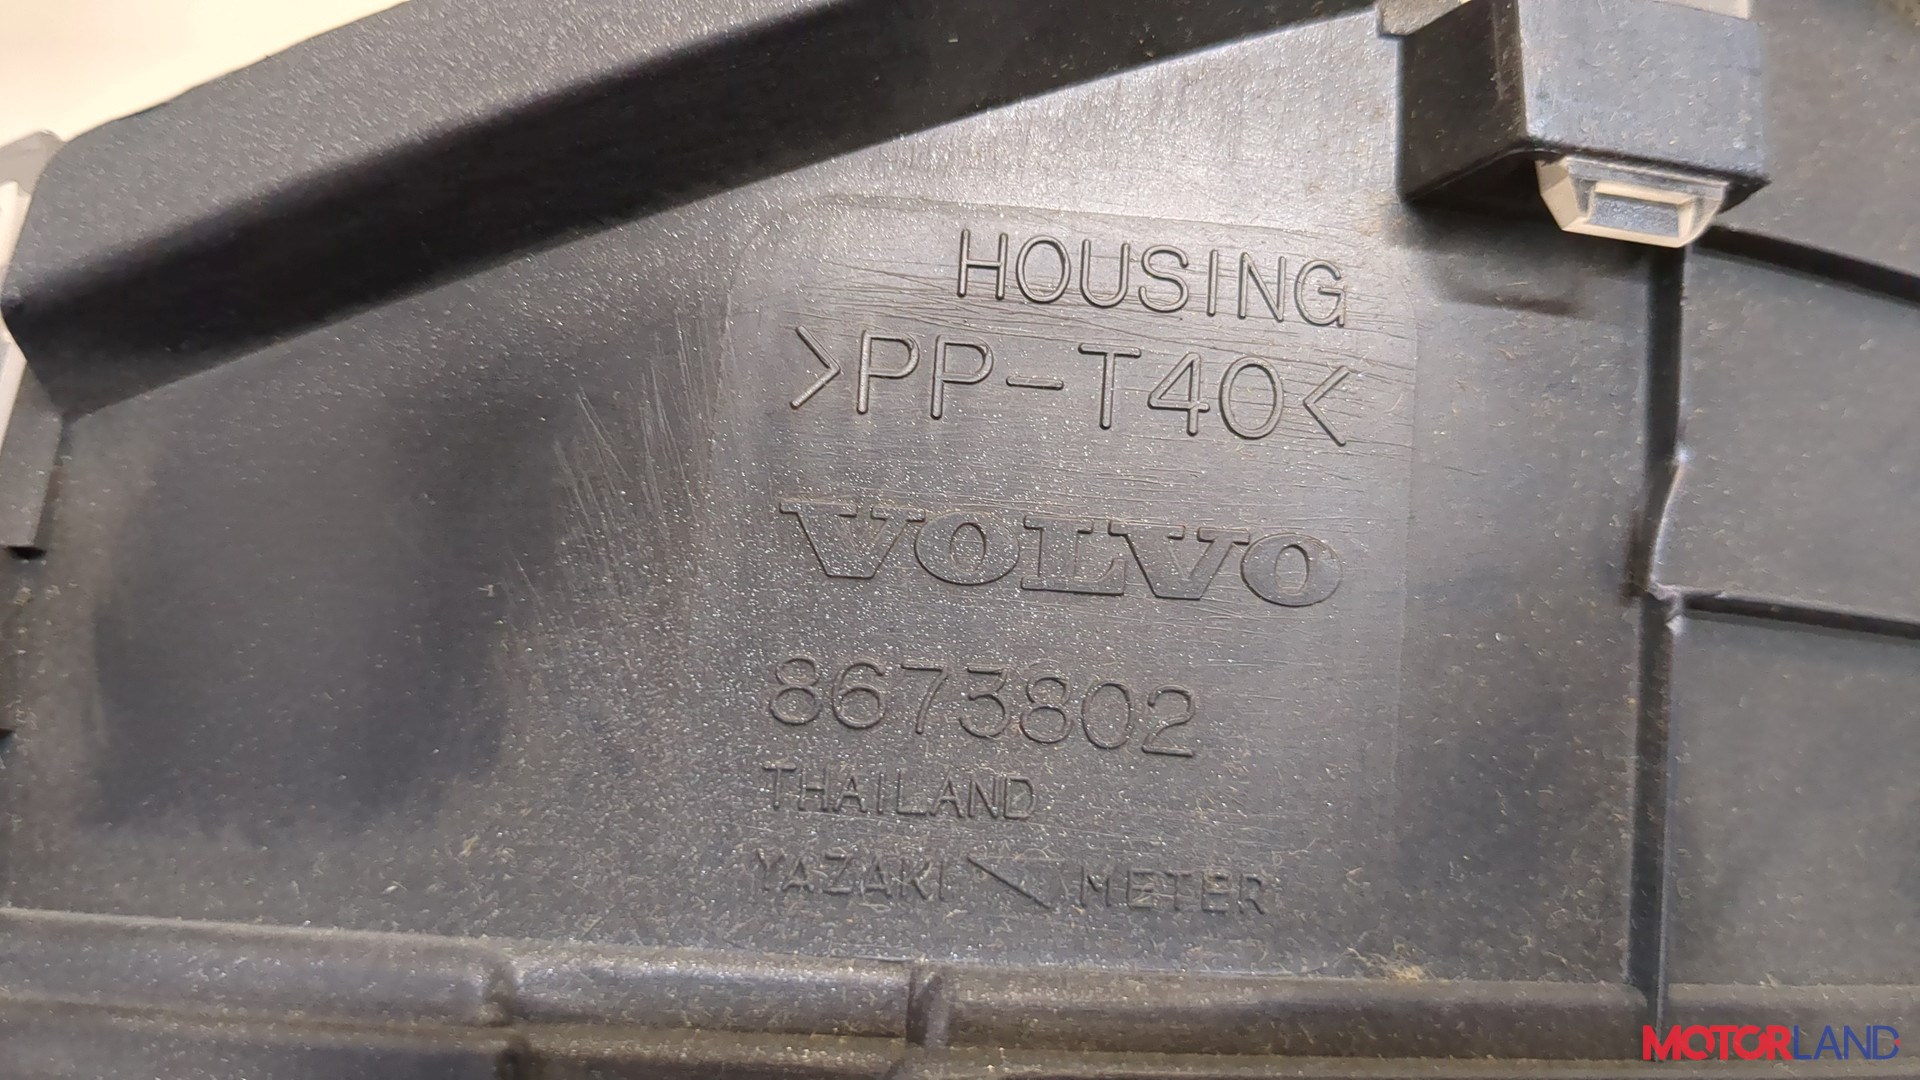 HOUSING
>PP-T40<
VOLVO
8673802
THAILAND
YAZAKI METER
MOTORLAND